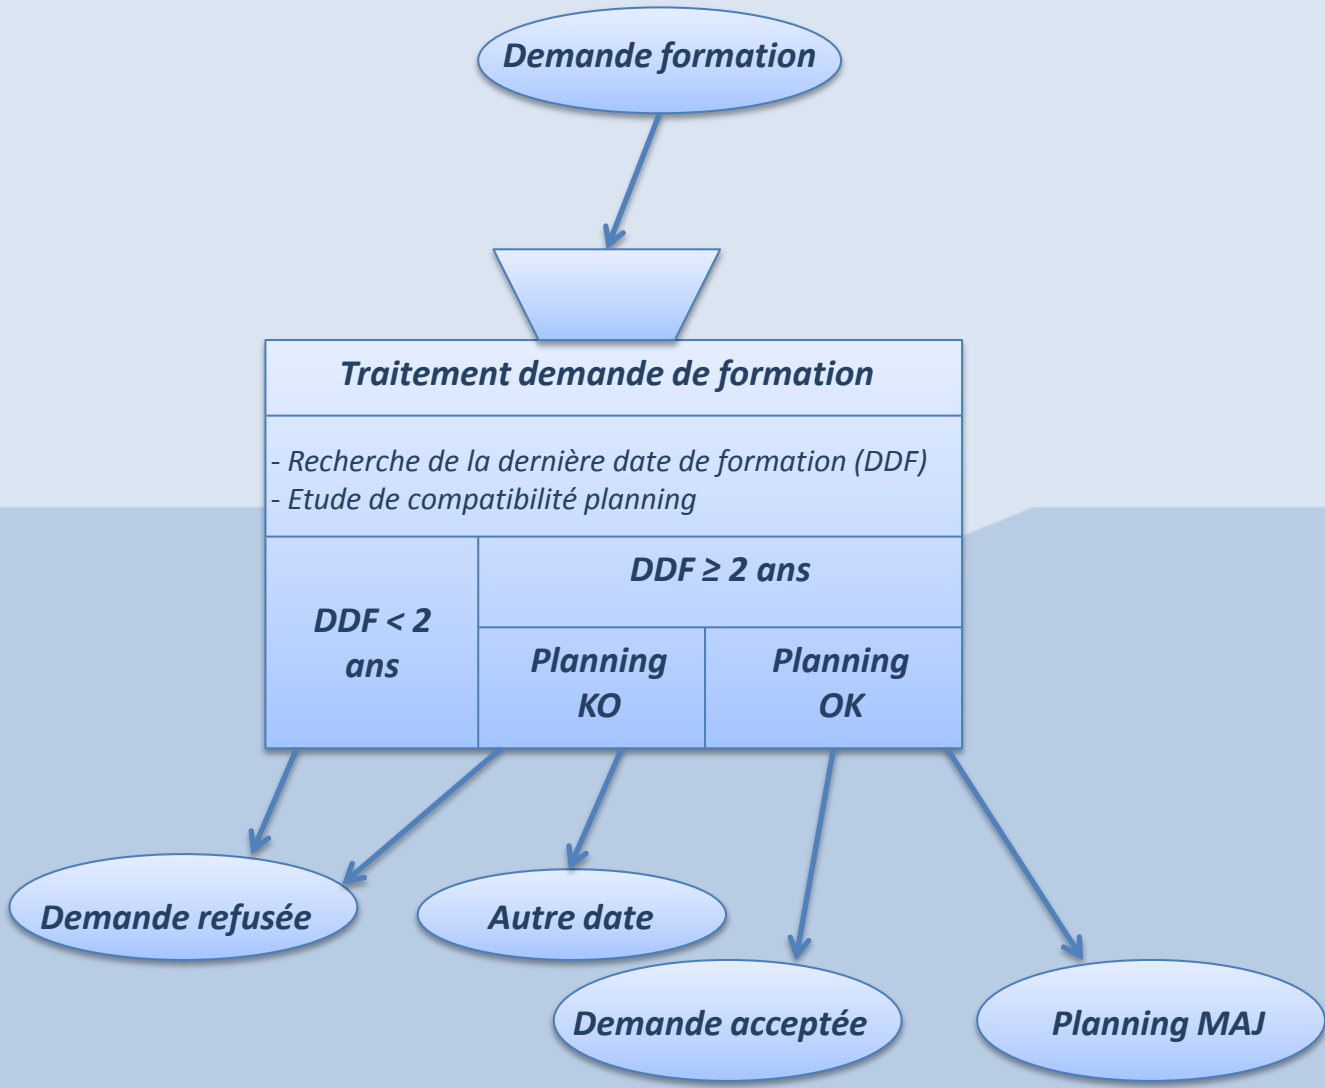 Demande formation
Traitement demande de formation
- Recherche de la dernière date de formation (DDF)
- Etude de compatibilité planning
DDF < 2
ans
DDF ≥ 2 ans
Planning
KO
Planning
OK
Demande refusée
Autre date
Demande acceptée
Planning MAJ